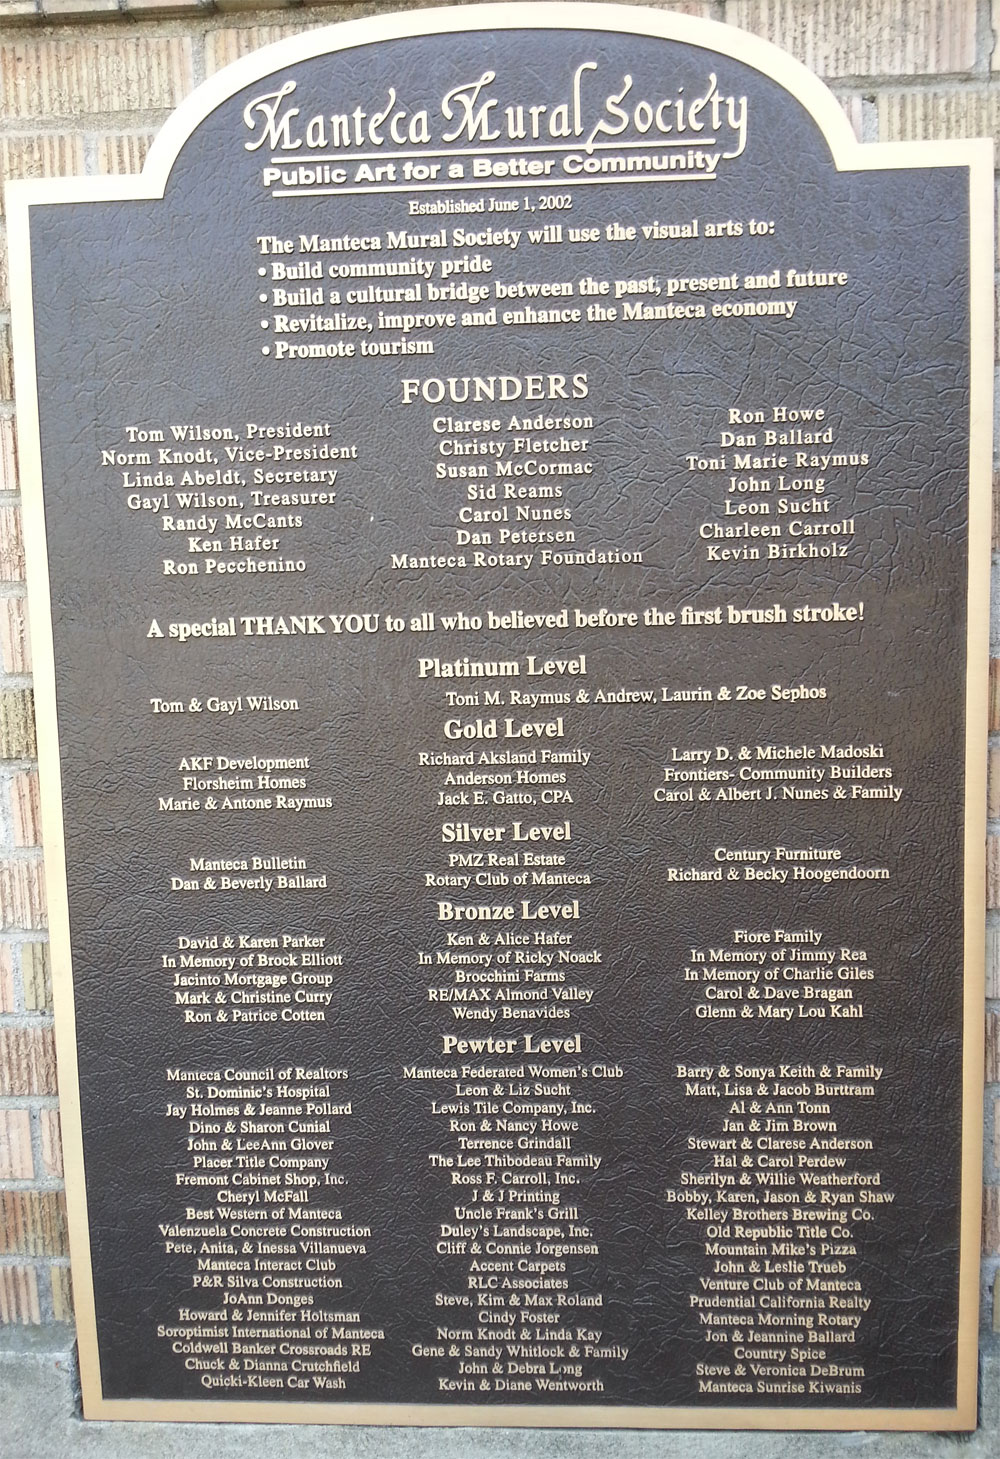 Manteca Mural Society
Public Art for a Better Community
Established June 1, 2002
The Manteca Mural Society will use the visual arts to:
• Build community pride
• Build a cultural bridge between the past, present and future
• Revitalize, improve and enhance the Manteca economy
• Promote tourism
FOUNDERS
Tom Wilson, President
Norm Knodt, Vice-President
Linda Abeldt, Secretary
Gayl Wilson, Treasurer
Randy McCants
Ken Hafer
Ron Pecchenino
Clarese Anderson
Christy Fletcher
Susan McCormac
Sid Reams
Carol Nunes
Dan Petersen
Manteca Rotary Foundation
Ron Howe
Dan Ballard
Toni Marie Raymus
John Long
Leon Sucht
Charleen Carroll
Kevin Birkholz
A special THANK YOU to all who believed before the first brush stroke!
Platinum Level
Tom & Gayl Wilson
Toni M. Raymus & Andrew, Laurin & Zoe Sephos
Gold Level
AKF Development
Florsheim Homes
Marie & Antone Raymus
Richard Aksland Family
Anderson Homes
Jack E. Gatto, CPA
Larry D. & Michele Madoski
Frontiers- Community Builders
Carol & Albert J. Nunes & Family
Silver Level
Manteca Bulletin
Dan & Beverly Ballard
PMZ Real Estate
Rotary Club of Manteca
Century Furniture
Richard & Becky Hoogendoorn
Bronze Level
David & Karen Parker
In Memory of Brock Elliott
Jacinto Mortgage Group
Mark & Christine Curry
Ron & Patrice Cotten
Ken & Alice Hafer
In Memory of Ricky Noack
Brocchini Farms
RE/MAX Almond Valley
Wendy Benavides
Fiore Family
In Memory of Jimmy Rea
In Memory of Charlie Giles
Carol & Dave Bragan
Glenn & Mary Lou Kahl
Pewter Level
Manteca Council of Realtors
St. Dominic's Hospital
Jay Holmes & Jeanne Pollard
Dino & Sharon Cunial
John & LeeAnn Glover
Placer Title Company
Fremont Cabinet Shop, Inc.
Cheryl McFall
Best Western of Manteca
Valenzuela Concrete Construction
Pete, Anita, & Inessa Villanueva
Manteca Interact Club
P&R Silva Construction
JoAnn Donges
Howard & Jennifer Holtsman
Soroptimist International of Manteca
Coldwell Banker Crossroads RE
Chuck & Dianna Crutchfield
Quicki-Kleen Car Wash
Manteca Federated Women's Club
Leon & Liz Sucht
Lewis Tile Company, Inc.
Ron & Nancy Howe
Terrence Grindall
The Lee Thibodeau Family
Ross F. Carroll, Inc.
J & J Printing
Uncle Frank's Grill
Duley's Landscape, Inc.
Cliff & Connie Jorgensen
Accent Carpets
RLC Associates
Steve, Kim & Max Roland
Cindy Foster
Norm Knodt & Linda Kay
Gene & Sandy Whitlock & Family
John & Debra Long
Kevin & Diane Wentworth
Barry & Sonya Keith & Family
Matt, Lisa & Jacob Burttram
Al & Ann Tonn
Jan & Jim Brown
Stewart & Clarese Anderson
Hal & Carol Perdew
Sherilyn & Willie Weatherford
Bobby, Karen, Jason & Ryan Shaw
Kelley Brothers Brewing Co.
Old Republic Title Co.
Mountain Mike's Pizza
John & Leslie Trueb
Venture Club of Manteca
Prudential California Realty
Manteca Morning Rotary
Jon & Jeannine Ballard
Country Spice
Steve & Veronica DeBrum
Manteca Sunrise Kiwanis